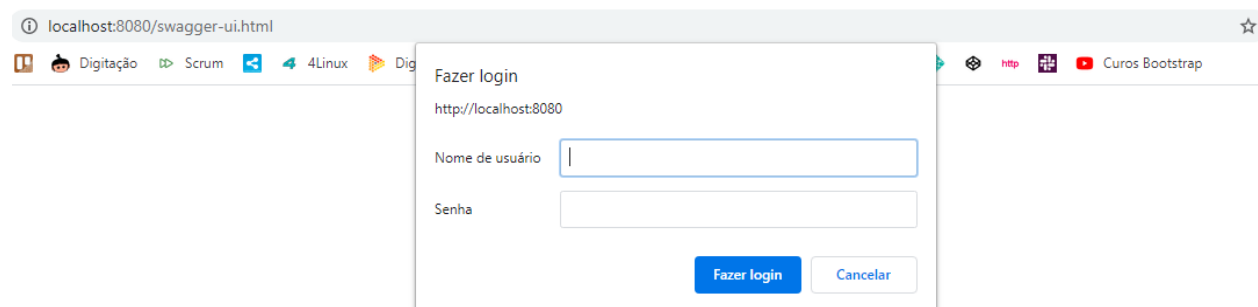 localhost:8080/swagger-ui.html
Digitação Scrum 4Linux Dig http Curos Bootstrap
Fazer login
http://localhost:8080
Nome de usuário
Senha
Fazer login Cancelar